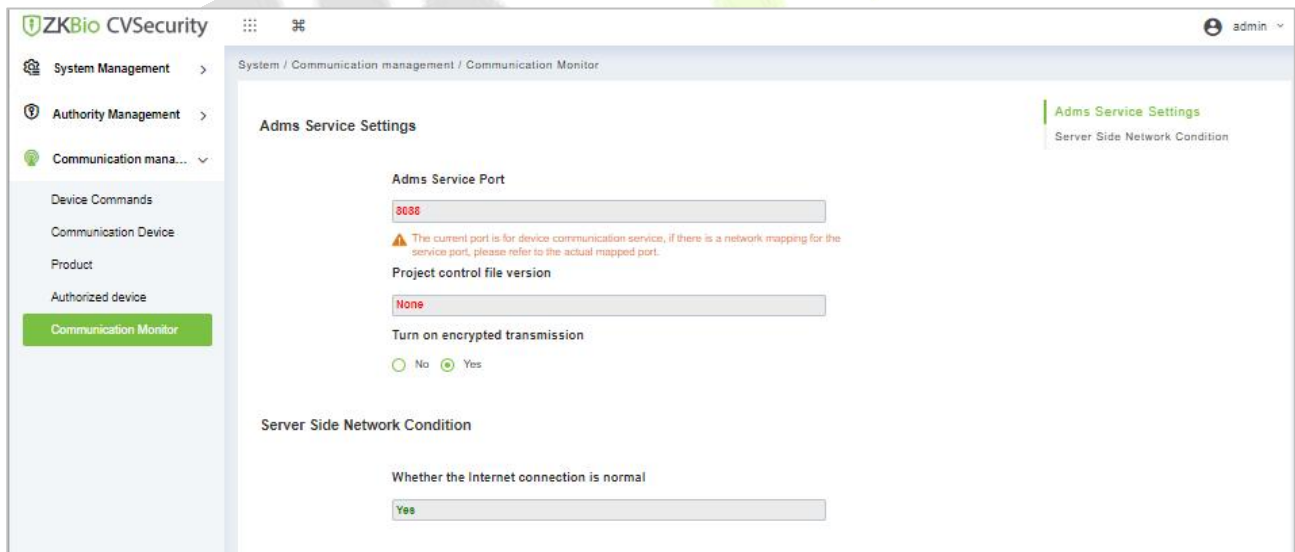 ZKBio CVSecurity
admin
System Management
Authority Management
Communication mana...
Device Commands
Communication Device
Product
Authorized device
Communication Monitor
System / Communication management / Communication Monitor
Adms Service Settings
Adms Service Port
8088
The current port is for device communication service, if there is a network mapping for the
service port, please refer to the actual mapped port.
Project control file version
None
Turn on encrypted transmission
No Yes
Server Side Network Condition
Whether the Internet connection is normal
Yes
Adms Service Settings
Server Side Network Condition